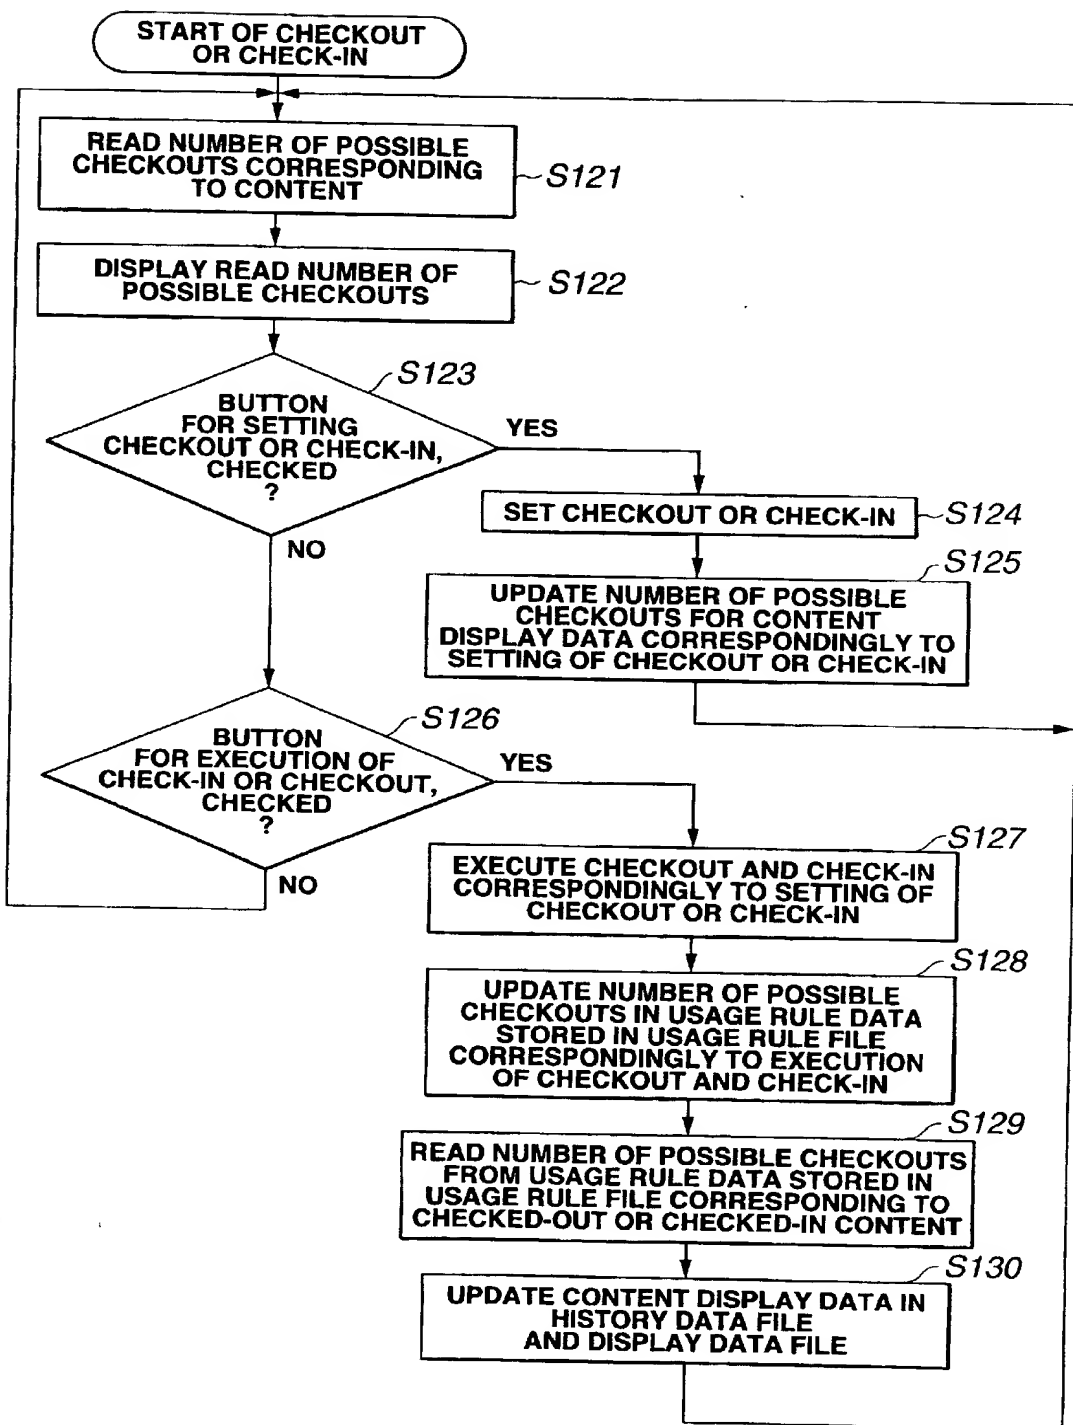 START OF CHECKOUT
OR CHECK-IN
READ NUMBER OF POSSIBLE
CHECKOUTS CORRESPONDING
TO CONTENT
S121
DISPLAY READ NUMBER OF
POSSIBLE CHECKOUTS
S122
S123
BUTTON
FOR SETTING
CHECKOUT OR CHECK-IN,
CHECKED
?
YES
NO
SET CHECKOUT OR CHECK-IN
S124
S125
UPDATE NUMBER OF POSSIBLE
CHECKOUTS FOR CONTENT
DISPLAY DATA CORRESPONDINGLY TO
SETTING OF CHECKOUT OR CHECK-IN
S126
BUTTON
FOR EXECUTION OF
CHECK-IN OR CHECKOUT,
CHECKED
?
YES
NO
S127
EXECUTE CHECKOUT AND CHECK-IN
CORRESPONDINGLY TO SETTING OF
CHECKOUT OR CHECK-IN
S128
UPDATE NUMBER OF POSSIBLE
CHECKOUTS IN USAGE RULE DATA
STORED IN USAGE RULE FILE
CORRESPONDINGLY TO EXECUTION
OF CHECKOUT AND CHECK-IN
S129
READ NUMBER OF POSSIBLE CHECKOUTS
FROM USAGE RULE DATA STORED IN
USAGE RULE FILE CORRESPONDING TO
CHECKED-OUT OR CHECKED-IN CONTENT
S130
UPDATE CONTENT DISPLAY DATA IN
HISTORY DATA FILE
AND DISPLAY DATA FILE